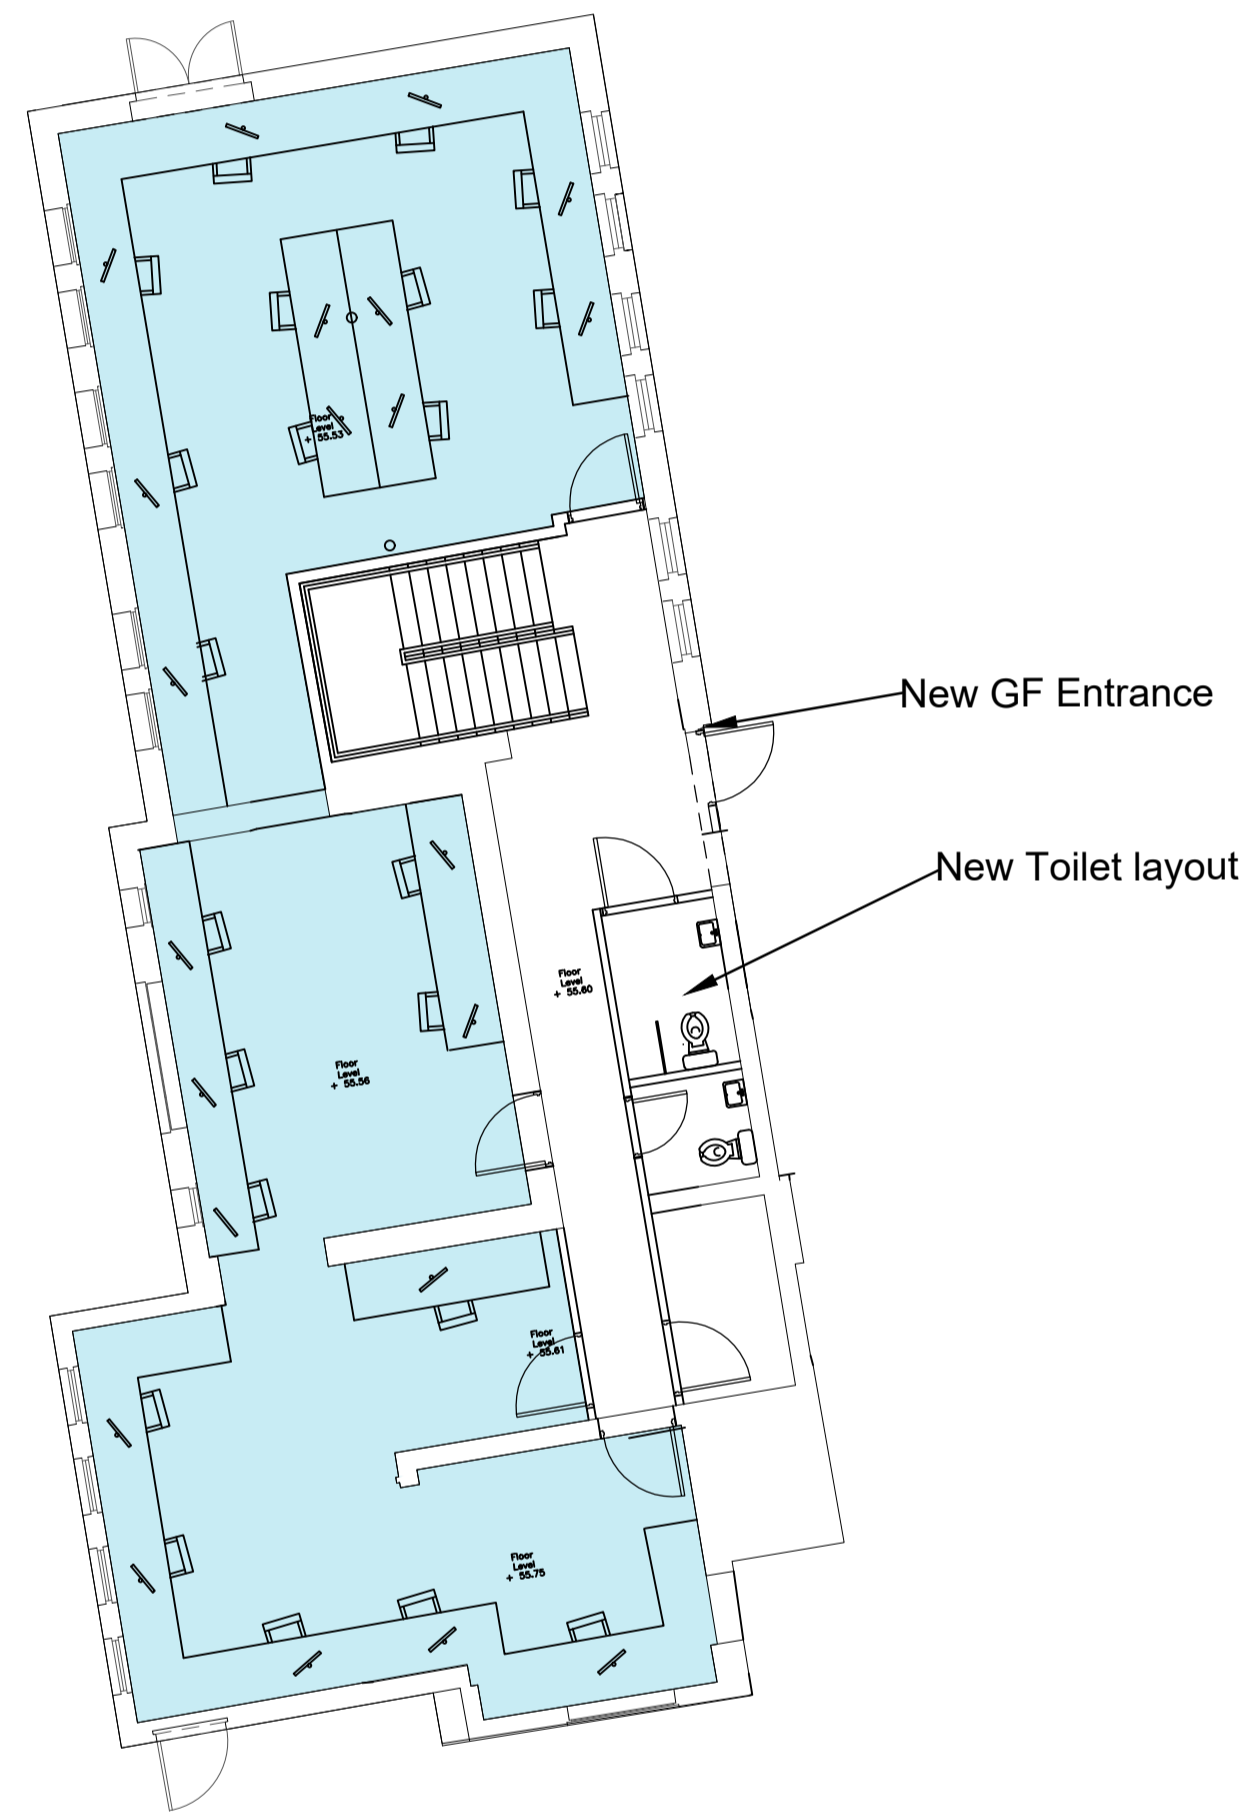 Floor
Level
+ 55.53
New GF Entrance
New Toilet layout
Floor
Level
+ 55.60
Floor
Level
+ 55.56
Floor
Level
+ 55.61
Floor
Level
+ 55.75